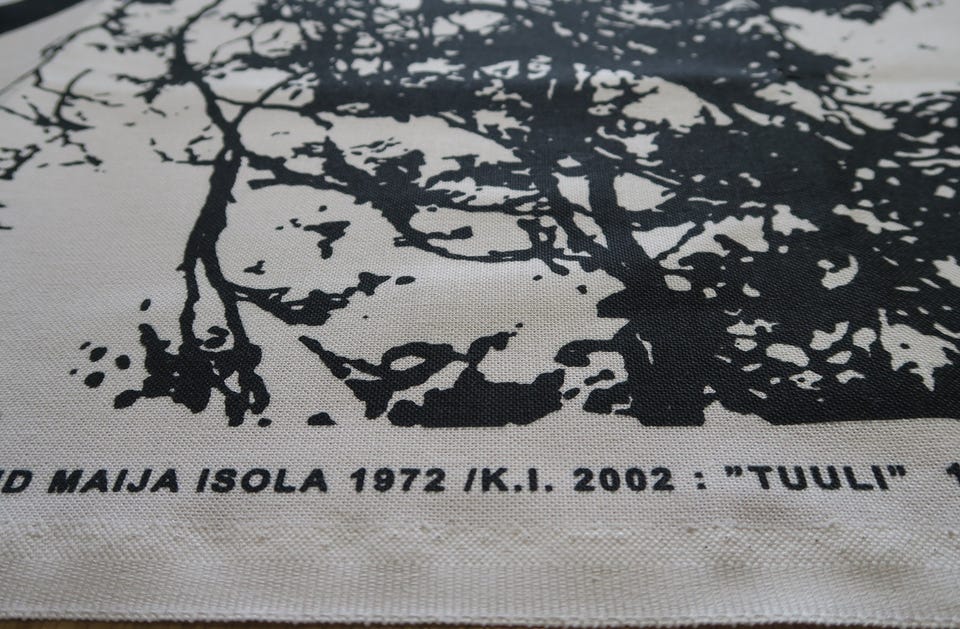 MAIJA ISOLA 1972 /K.I. 2002 : ”TUULI”